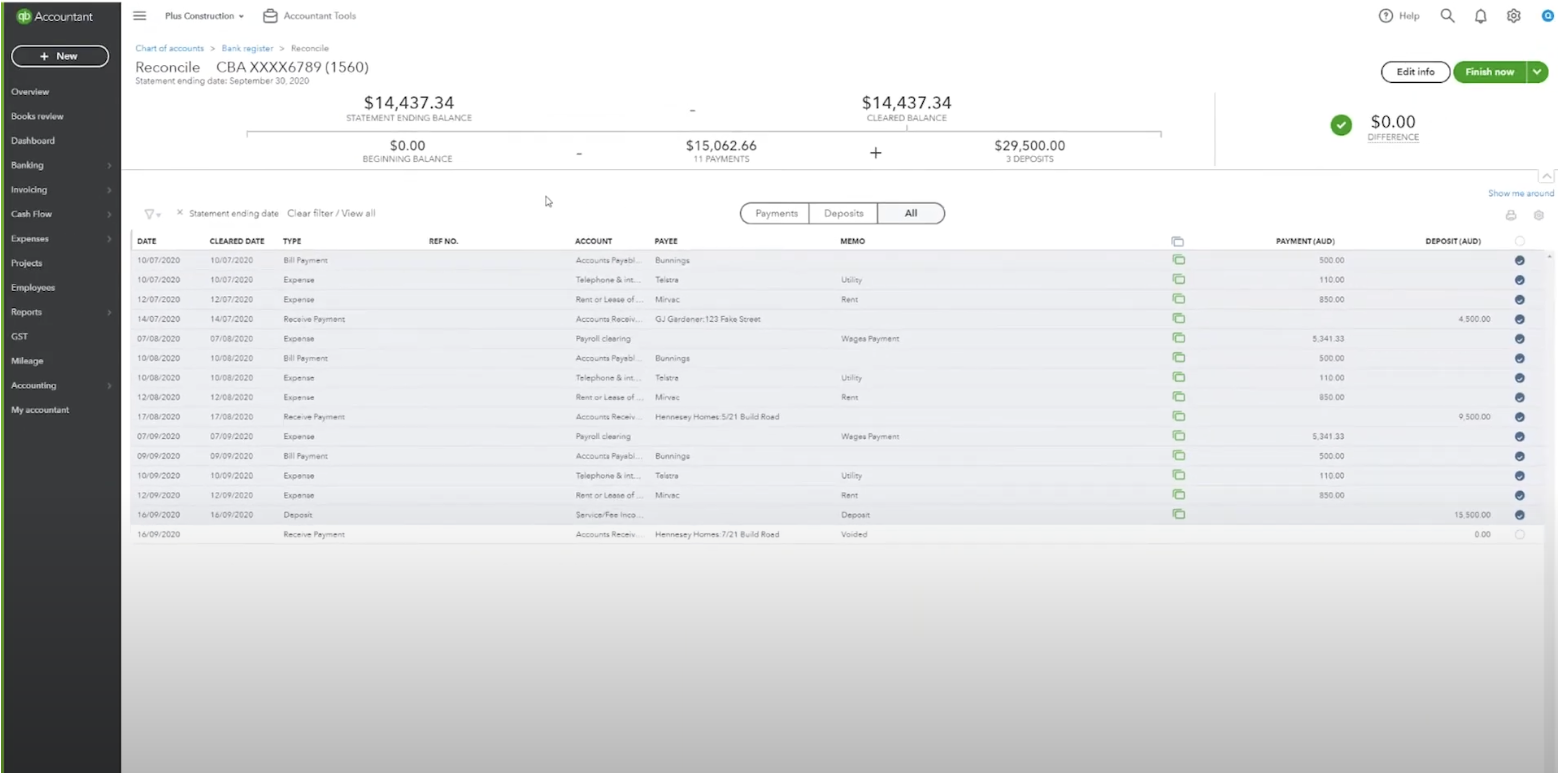 qb Accountant
Plus Construction Accountant Tools Help
+ New
Overview
Books review
Dashboard
Banking
Invoicing
Cash Flow
Expenses
Projects
Employees
Reports
GST
Mileage
Accounting
My accountant
Chart of accounts > Bank register > Reconcile
Reconcile CBA XXXX6789 (1560)
Statement ending date: September 30, 2020
Edit info Finish now
$14,437.34 - $14,437.34
STATEMENT ENDING BALANCE CLEARED BALANCE
$0.00 - $15,062.66 + $29,500.00
BEGINNING BALANCE 11 PAYMENTS 3 DEPOSITS
$0.00
DIFFERENCE
Show me around
× Statement ending date Clear filter / View all Payments Deposits All
DATE CLEARED DATE TYPE REF NO. ACCOUNT PAYEE MEMO PAYMENT (AUD) DEPOSIT (AUD)
10/07/2020 10/07/2020 Bill Payment Accounts Payabl... Bunnings 500.00
10/07/2020 10/07/2020 Expense Telephone & int... Telstra Utility 110.00
12/07/2020 12/07/2020 Expense Rent or Lease of ... Mirvac Rent 850.00
14/07/2020 14/07/2020 Receive Payment Accounts Receiv... GJ Gardener:123 Fake Street 4,500.00
07/08/2020 07/08/2020 Expense Payroll clearing Wages Payment 5,341.33
10/08/2020 10/08/2020 Bill Payment Accounts Payabl... Bunnings 500.00
10/08/2020 10/08/2020 Expense Telephone & int... Telstra Utility 110.00
12/08/2020 12/08/2020 Expense Rent or Lease of ... Mirvac Rent 850.00
17/08/2020 17/08/2020 Receive Payment Accounts Receiv... Hennesey Homes:5/21 Build Road 9,500.00
07/09/2020 07/09/2020 Expense Payroll clearing Wages Payment 5,341.33
09/09/2020 09/09/2020 Bill Payment Accounts Payabl... Bunnings 500.00
10/09/2020 10/09/2020 Expense Telephone & int... Telstra Utility 110.00
12/09/2020 12/09/2020 Expense Rent or Lease of ... Mirvac Rent 850.00
16/09/2020 16/09/2020 Deposit Service/Fee Inco... Deposit 15,500.00
16/09/2020 Receive Payment Accounts Receiv... Hennesey Homes:7/21 Build Road Voided 0.00